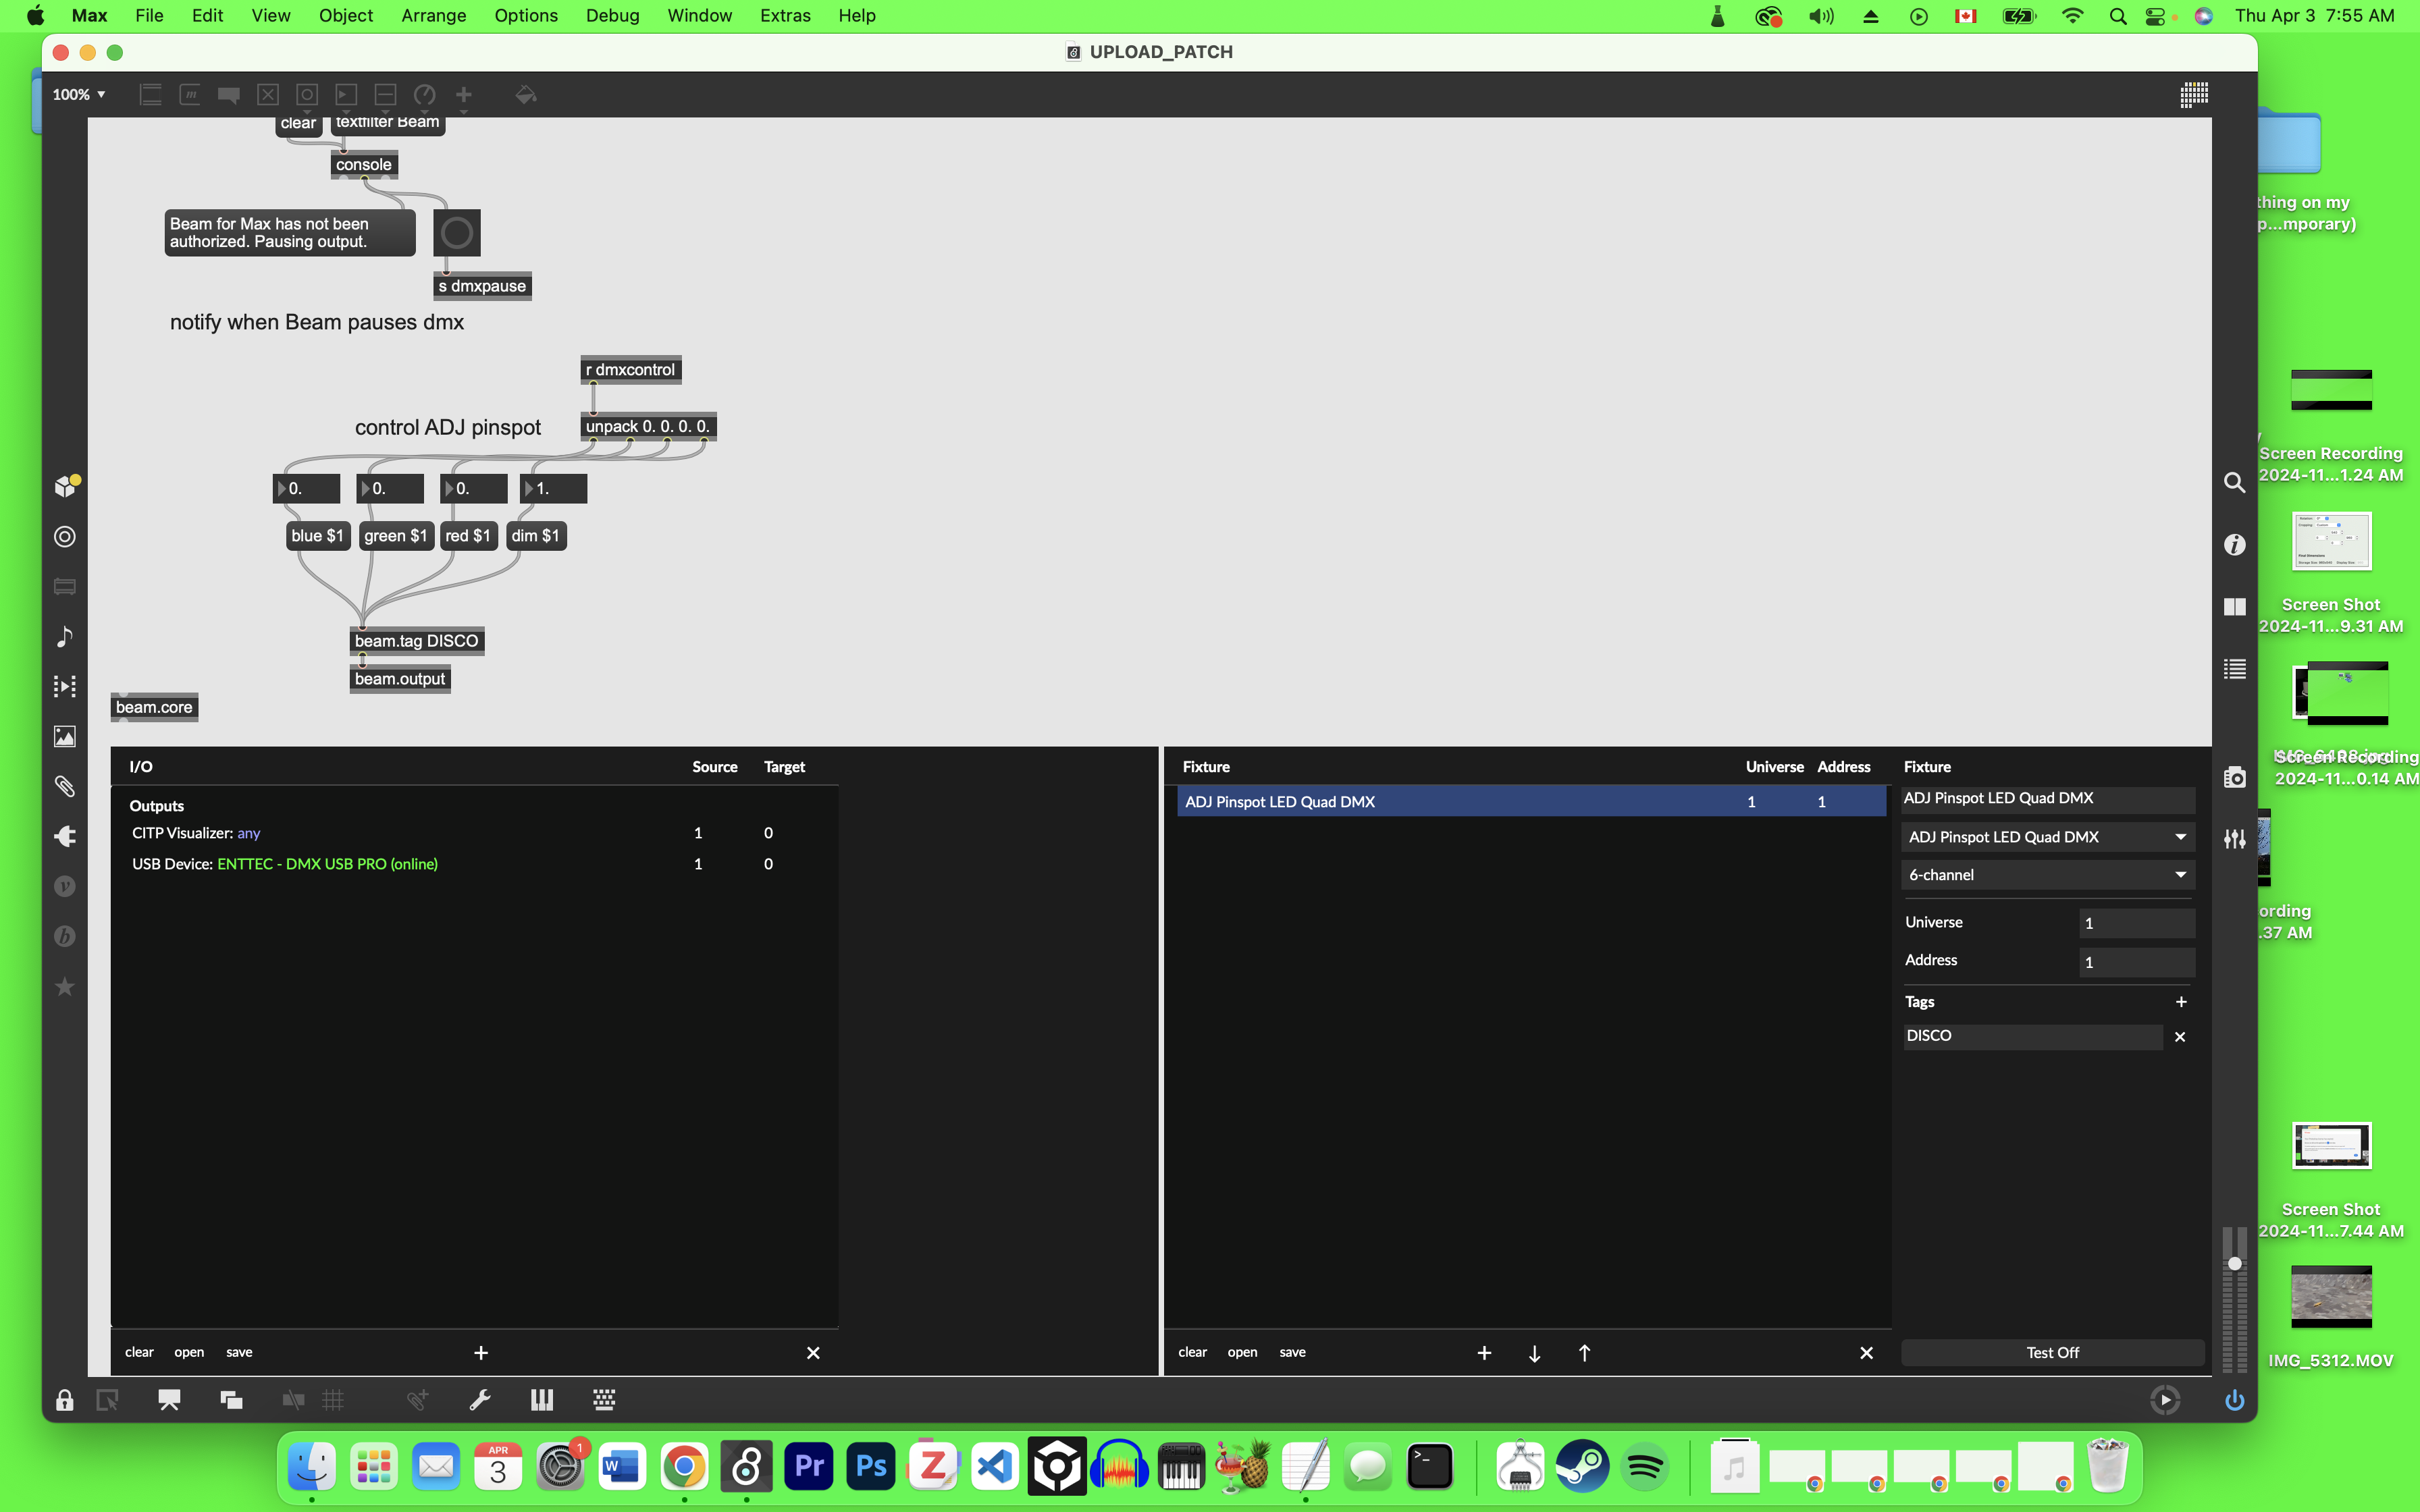 Max File Edit View Object Arrange Options Debug Window Extras Help Thu Apr 3 7:55 AM
UPLOAD_PATCH
100%
clear textfilter Beam
console
Beam for Max has not been
authorized. Pausing output.
s dmxpause
notify when Beam pauses dmx
r dmxcontrol
control ADJ pinspot
unpack 0. 0. 0. 0.
0. 0. 0. 1.
blue $1 green $1 red $1 dim $1
beam.tag DISCO
beam.output
beam.core
I/O Source Target
Outputs
CITP Visualizer: any 1 0
USB Device: ENTTEC - DMX USB PRO (online) 1 0
clear open save + ×
Fixture Universe Address
ADJ Pinspot LED Quad DMX 1 1
clear open save + ↓ ↑ ×
Fixture
ADJ Pinspot LED Quad DMX
ADJ Pinspot LED Quad DMX
6-channel
Universe 1
Address 1
Tags +
DISCO ×
Test Off
thing on my
p...mporary)
Screen Recording
2024-11...1.24 AM
Screen Shot
2024-11...9.31 AM
Screen Recording
2024-11...0.14 AM
ording
.37 AM
Screen Shot
2024-11...7.44 AM
IMG_5312.MOV
APR
3
1
W
Pr
Ps
Z